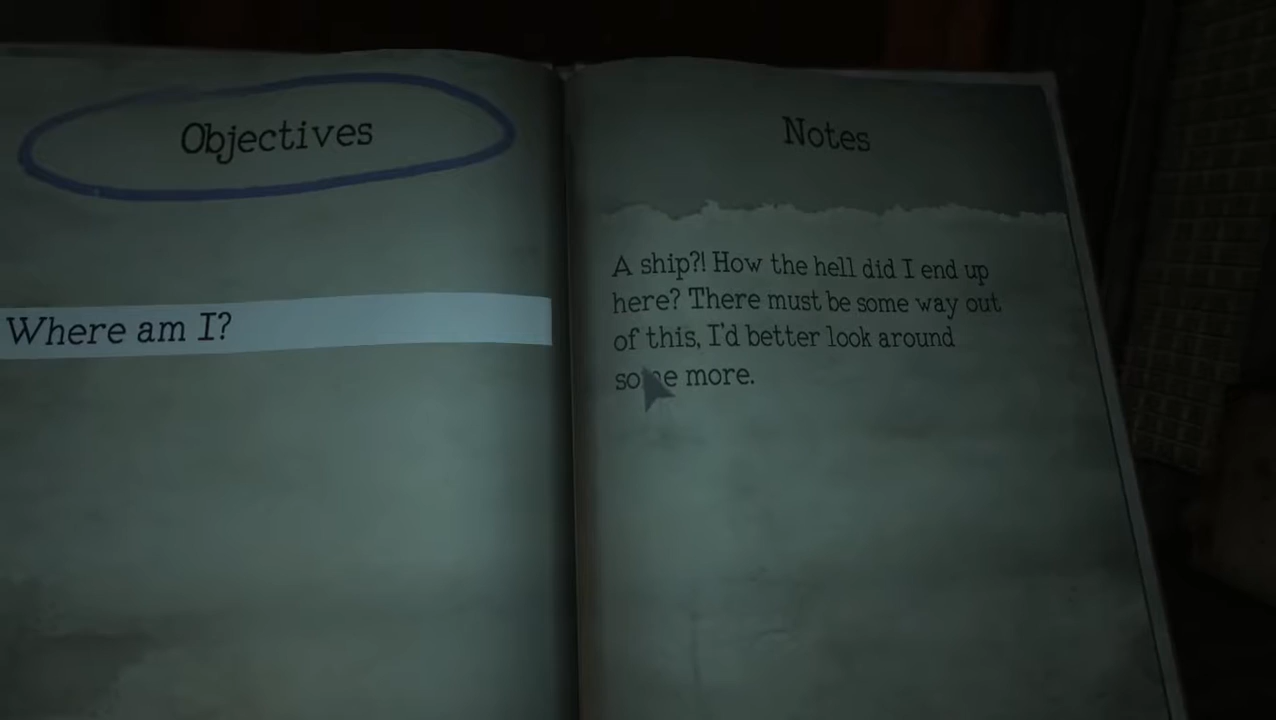 Objectives
Where am I?
Notes
A ship?! How the hell did I end up
here? There must be some way out
of this, I'd better look around
some more.